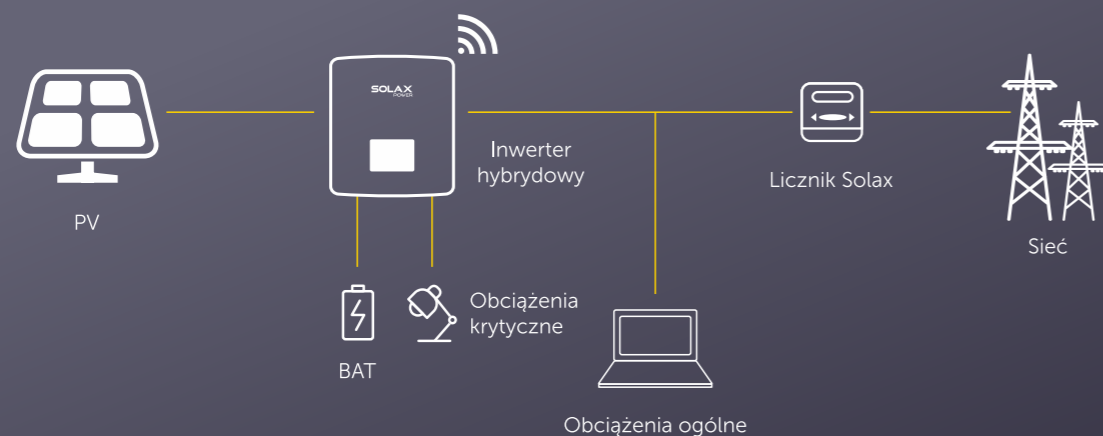 SOLAX
POWER
PV
Inwerter
hybrydowy
Licznik Solax
Sieć
BAT
Obciążenia
krytyczne
Obciążenia ogólne